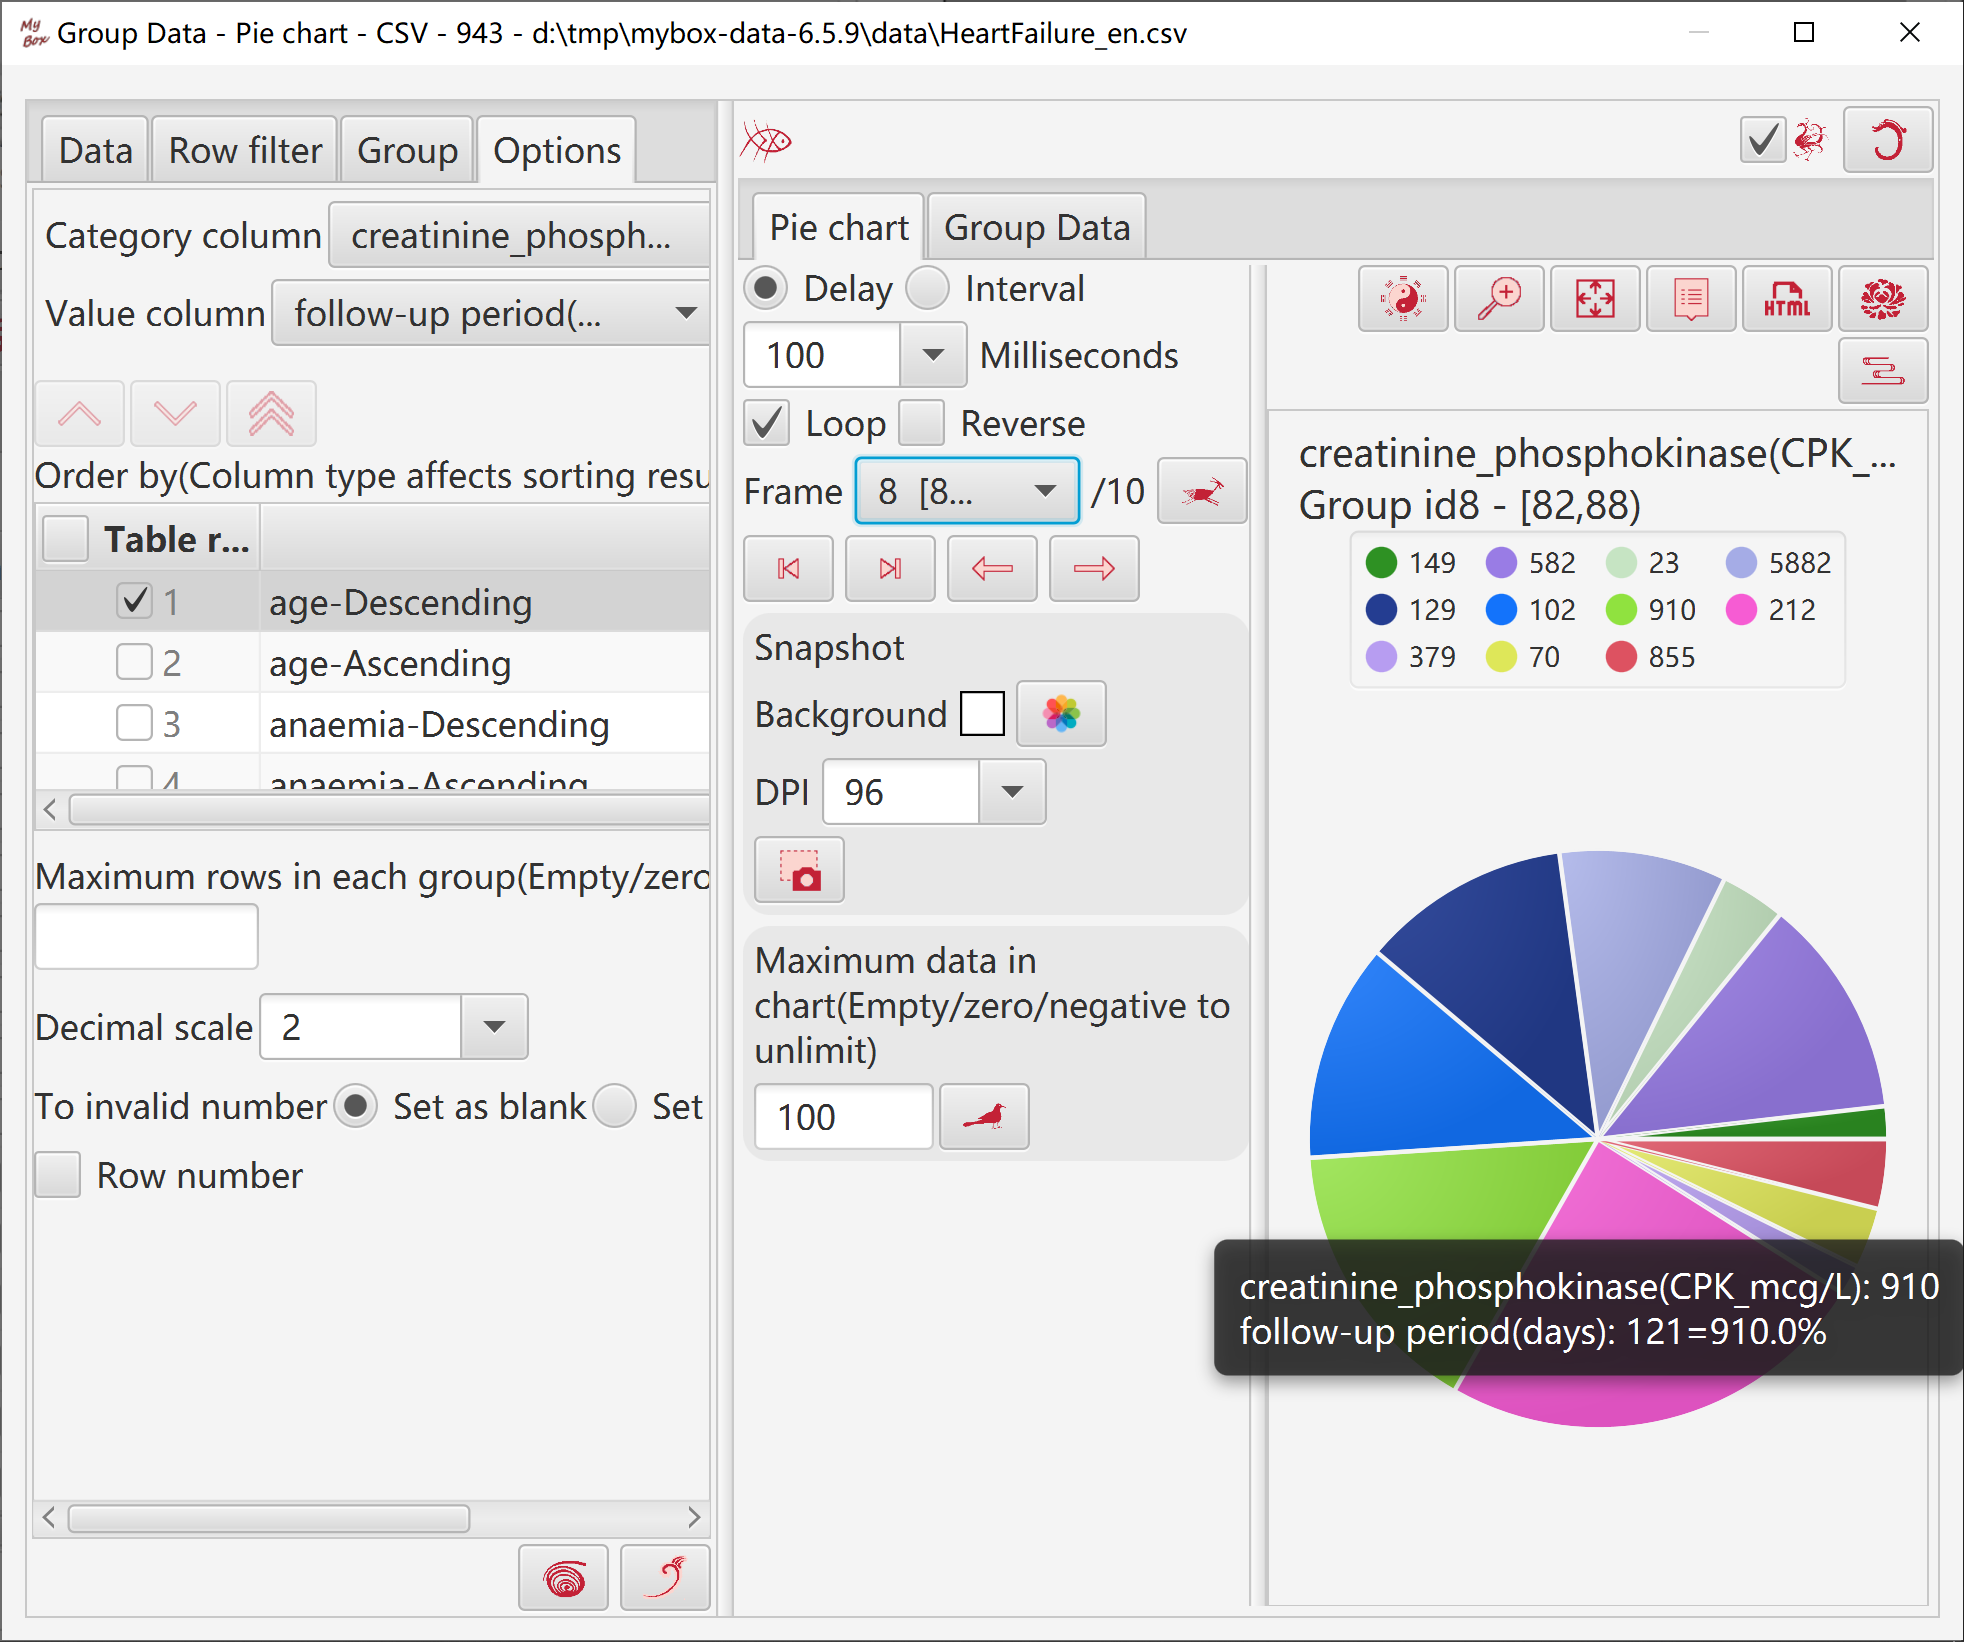 My Box Group Data - Pie chart - CSV - 943 - d:\tmp\mybox-data-6.5.9\data\HeartFailure_en.csv
Data Row filter Group Options
Category column creatinine_phosph...
Value column follow-up period(...
Order by(Column type affects sorting resu
Table r...
1 age-Descending
2 age-Ascending
3 anaemia-Descending
4 anaemia-Ascending
Maximum rows in each group(Empty/zero
Decimal scale 2
To invalid number Set as blank Set
Row number
Pie chart Group Data
Delay Interval
100 Milliseconds
Loop Reverse
Frame 8 [8... /10
Snapshot
Background
DPI 96
Maximum data in
chart(Empty/zero/negative to
unlimit)
100
HTML
creatinine_phosphokinase(CPK_...
Group id8 - [82,88)
149 582 23 5882
129 102 910 212
379 70 855
creatinine_phosphokinase(CPK_mcg/L): 910
follow-up period(days): 121=910.0%